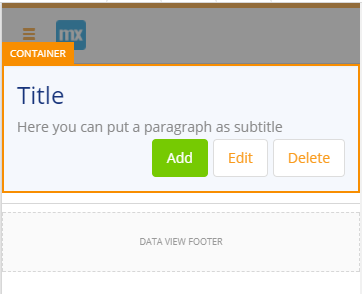 mx
CONTAINER
Title
Here you can put a paragraph as subtitle
Add Edit Delete
DATA VIEW FOOTER